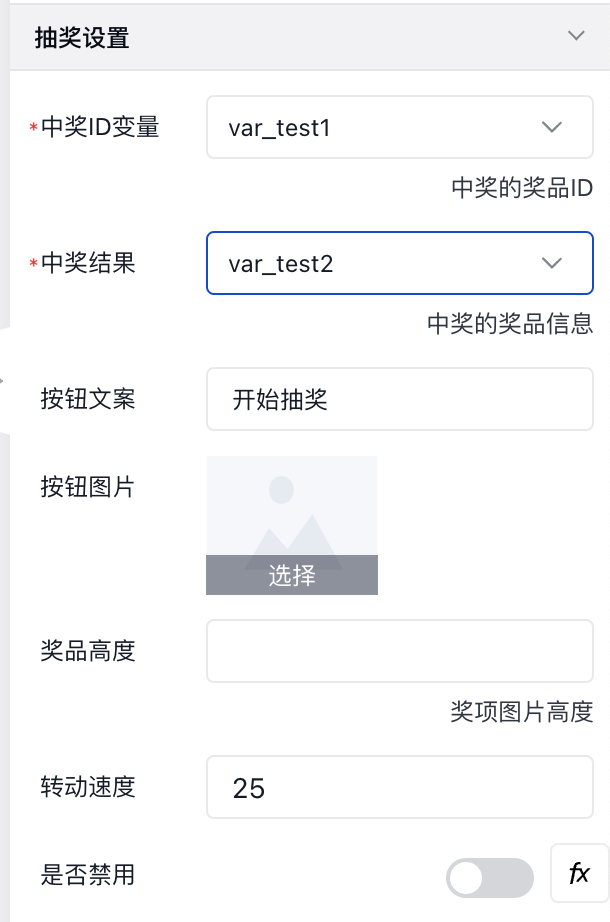 抽奖设置
*中奖ID变量
var_test1
中奖的奖品ID
*中奖结果
var_test2
中奖的奖品信息
按钮文案
开始抽奖
按钮图片
选择
奖品高度
奖项图片高度
转动速度
25
是否禁用
fx